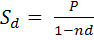 S_d = P / (1 − nd)